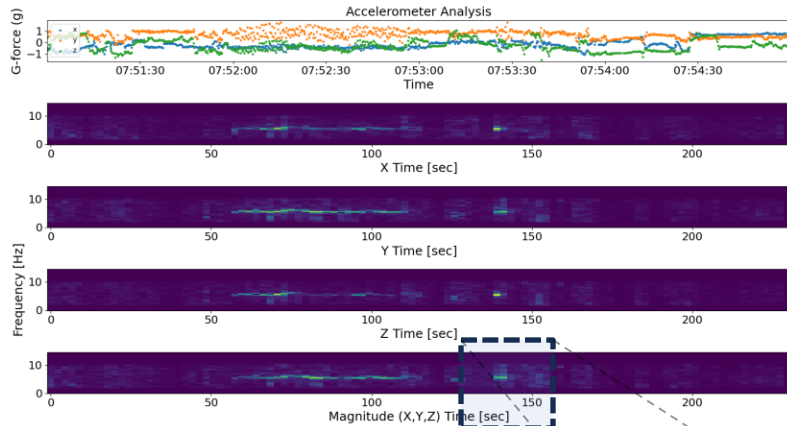 Accelerometer Analysis
G-force (g)
1
0
−1
x
y
z
07:51:30 07:52:00 07:52:30 07:53:00 07:53:30 07:54:00 07:54:30
Time
10
0
0 50 100 150 200
X Time [sec]
10
0
0 50 100 150 200
Y Time [sec]
Frequency [Hz]
10
0
0 50 100 150 200
Z Time [sec]
10
0
0 50 100 150 200
Magnitude (X,Y,Z) Time [sec]